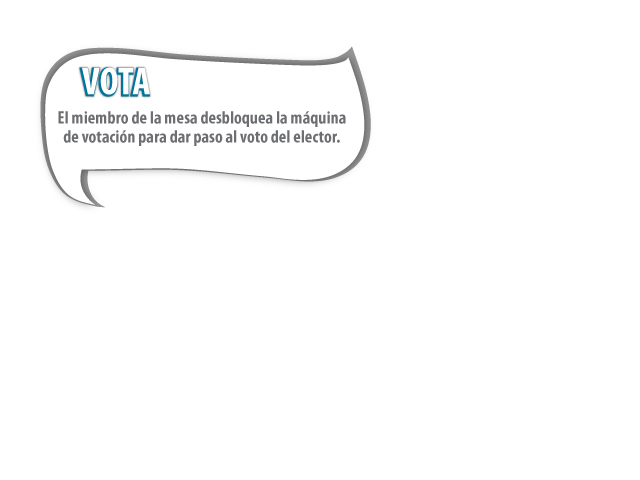 VOTA
El miembro de la mesa desbloquea la máquina
de votación para dar paso al voto del elector.